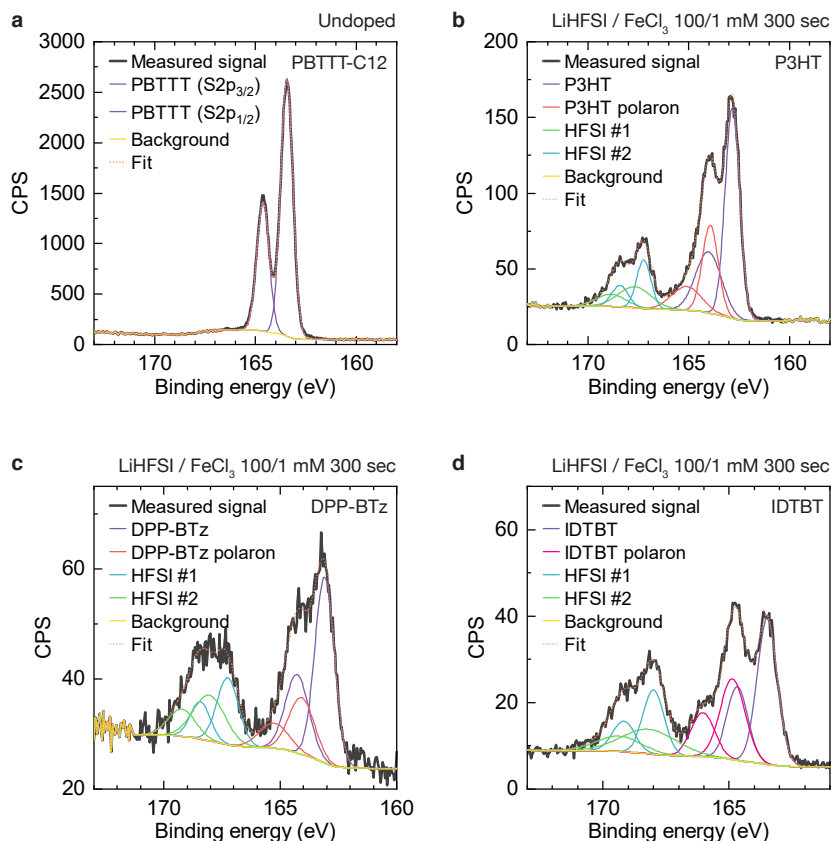 a Undoped
3000
2500
2000
1500
1000
500
0
CPS
Measured signal PBTTT-C12
PBTTT (S2p3/2)
PBTTT (S2p1/2)
Background
Fit
170 165 160
Binding energy (eV)
b LiHFSI / FeCl3 100/1 mM 300 sec
200
150
100
50
0
CPS
Measured signal P3HT
P3HT
P3HT polaron
HFSI #1
HFSI #2
Background
Fit
170 165 160
Binding energy (eV)
c LiHFSI / FeCl3 100/1 mM 300 sec
60
40
20
CPS
Measured signal DPP-BTz
DPP-BTz
DPP-BTz polaron
HFSI #1
HFSI #2
Background
Fit
170 165 160
Binding energy (eV)
d LiHFSI / FeCl3 100/1 mM 300 sec
60
40
20
0
CPS
Measured signal IDTBT
IDTBT
IDTBT polaron
HFSI #1
HFSI #2
Background
Fit
170 165
Binding energy (eV)